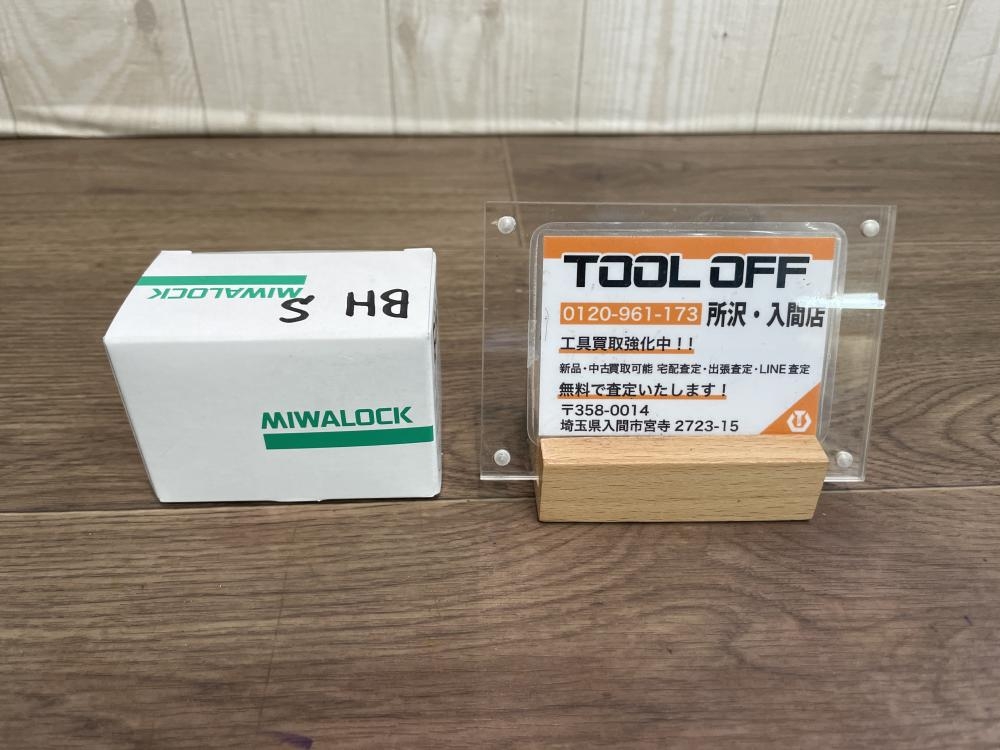 MIWALOCK
BH
S
MIWALOCK
TOOL OFF
0120-961-173 所沢・入間店
工具買取強化中！！
新品・中古買取可能 宅配査定・出張査定・LINE査定
無料で査定いたします！
〒358-0014
埼玉県入間市宮寺 2723-15